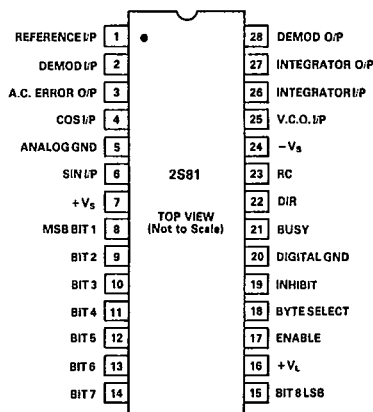 REFERENCE I/P 1
DEMOD I/P 2
A.C. ERROR O/P 3
COS I/P 4
ANALOG GND 5
SIN I/P 6
+VS 7
MSB BIT 1 8
BIT 2 9
BIT 3 10
BIT 4 11
BIT 5 12
BIT 6 13
BIT 7 14
2S81
TOP VIEW
(Not to Scale)
28 DEMOD O/P
27 INTEGRATOR O/P
26 INTEGRATOR I/P
25 V.C.O. I/P
24 −VS
23 RC
22 DIR
21 BUSY
20 DIGITAL GND
19 INHIBIT
18 BYTE SELECT
17 ENABLE
16 +VL
15 BIT 8 LSB